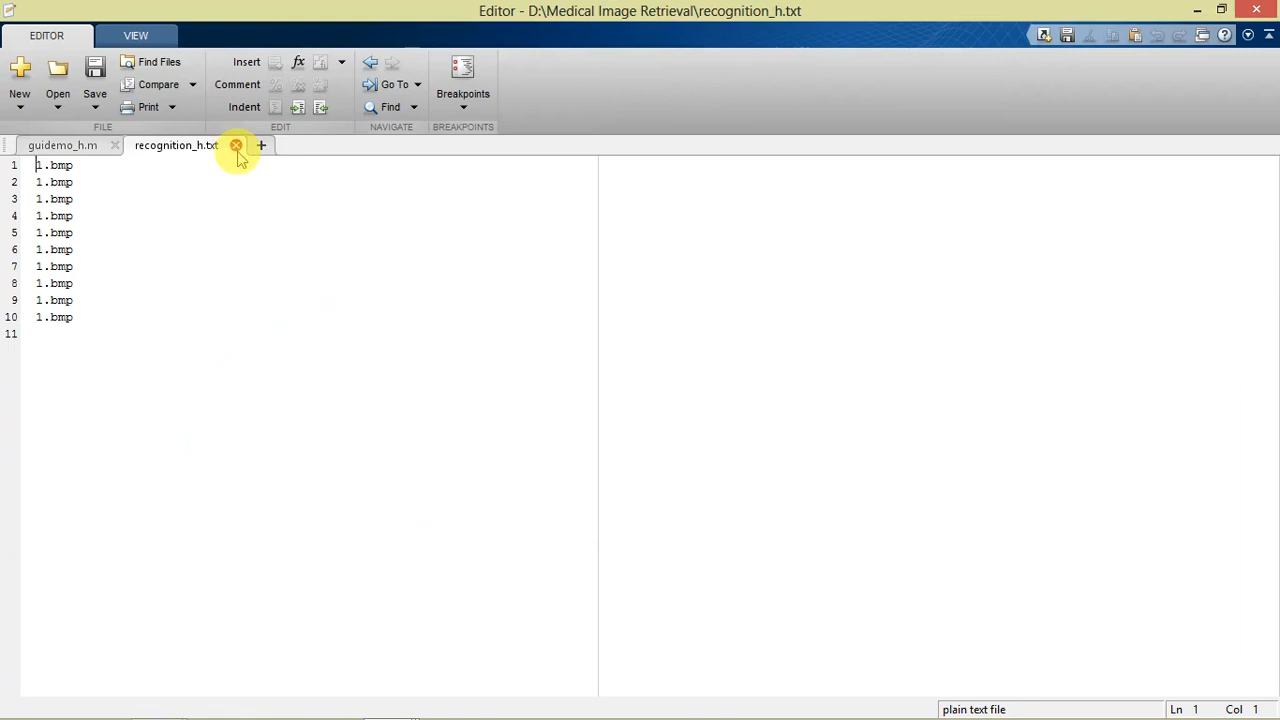 Editor - D:\Medical Image Retrieval\recognition_h.txt
EDITOR VIEW
New Open Save Find Files Compare Print
FILE
Insert fx Comment Indent
EDIT
Go To Find
NAVIGATE
Breakpoints
BREAKPOINTS
guidemo_h.m recognition_h.txt
1 1.bmp
2 1.bmp
3 1.bmp
4 1.bmp
5 1.bmp
6 1.bmp
7 1.bmp
8 1.bmp
9 1.bmp
10 1.bmp
11
plain text file Ln 1 Col 1